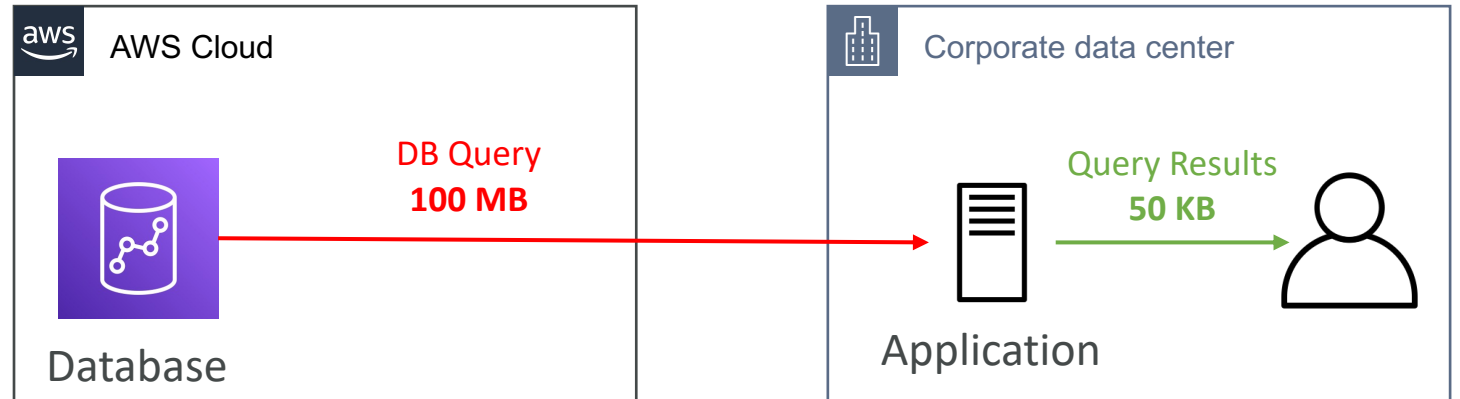 aws
AWS Cloud
Corporate data center
DB Query
100 MB
Query Results
50 KB
Database
Application